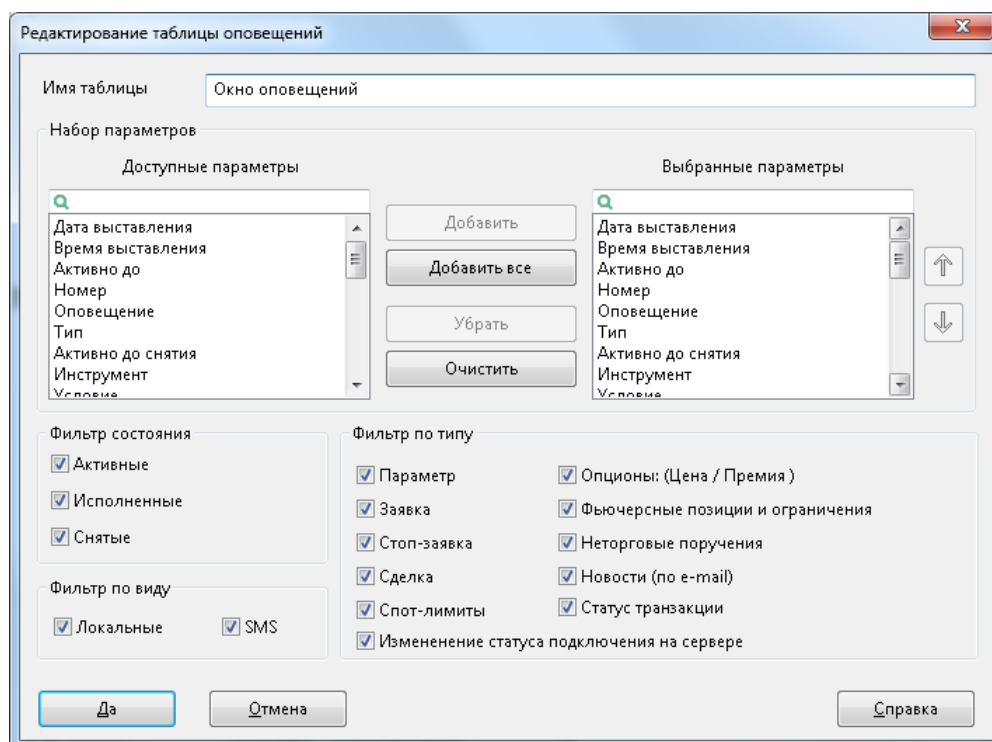 Редактирование таблицы оповещений
Имя таблицы
Окно оповещений
Набор параметров
Доступные параметры
Дата выставления
Время выставления
Активно до
Номер
Оповещение
Тип
Активно до снятия
Инструмент
Условие
Добавить
Добавить все
Убрать
Очистить
Выбранные параметры
Дата выставления
Время выставления
Активно до
Номер
Оповещение
Тип
Активно до снятия
Инструмент
Условие
Фильтр состояния
Активные
Исполненные
Снятые
Фильтр по виду
Локальные SMS
Фильтр по типу
Параметр
Заявка
Стоп-заявка
Сделка
Спот-лимиты
Опционы: (Цена / Премия )
Фьючерсные позиции и ограничения
Неторговые поручения
Новости (по e-mail)
Статус транзакции
Измененение статуса подключения на сервере
Да
Отмена
Справка